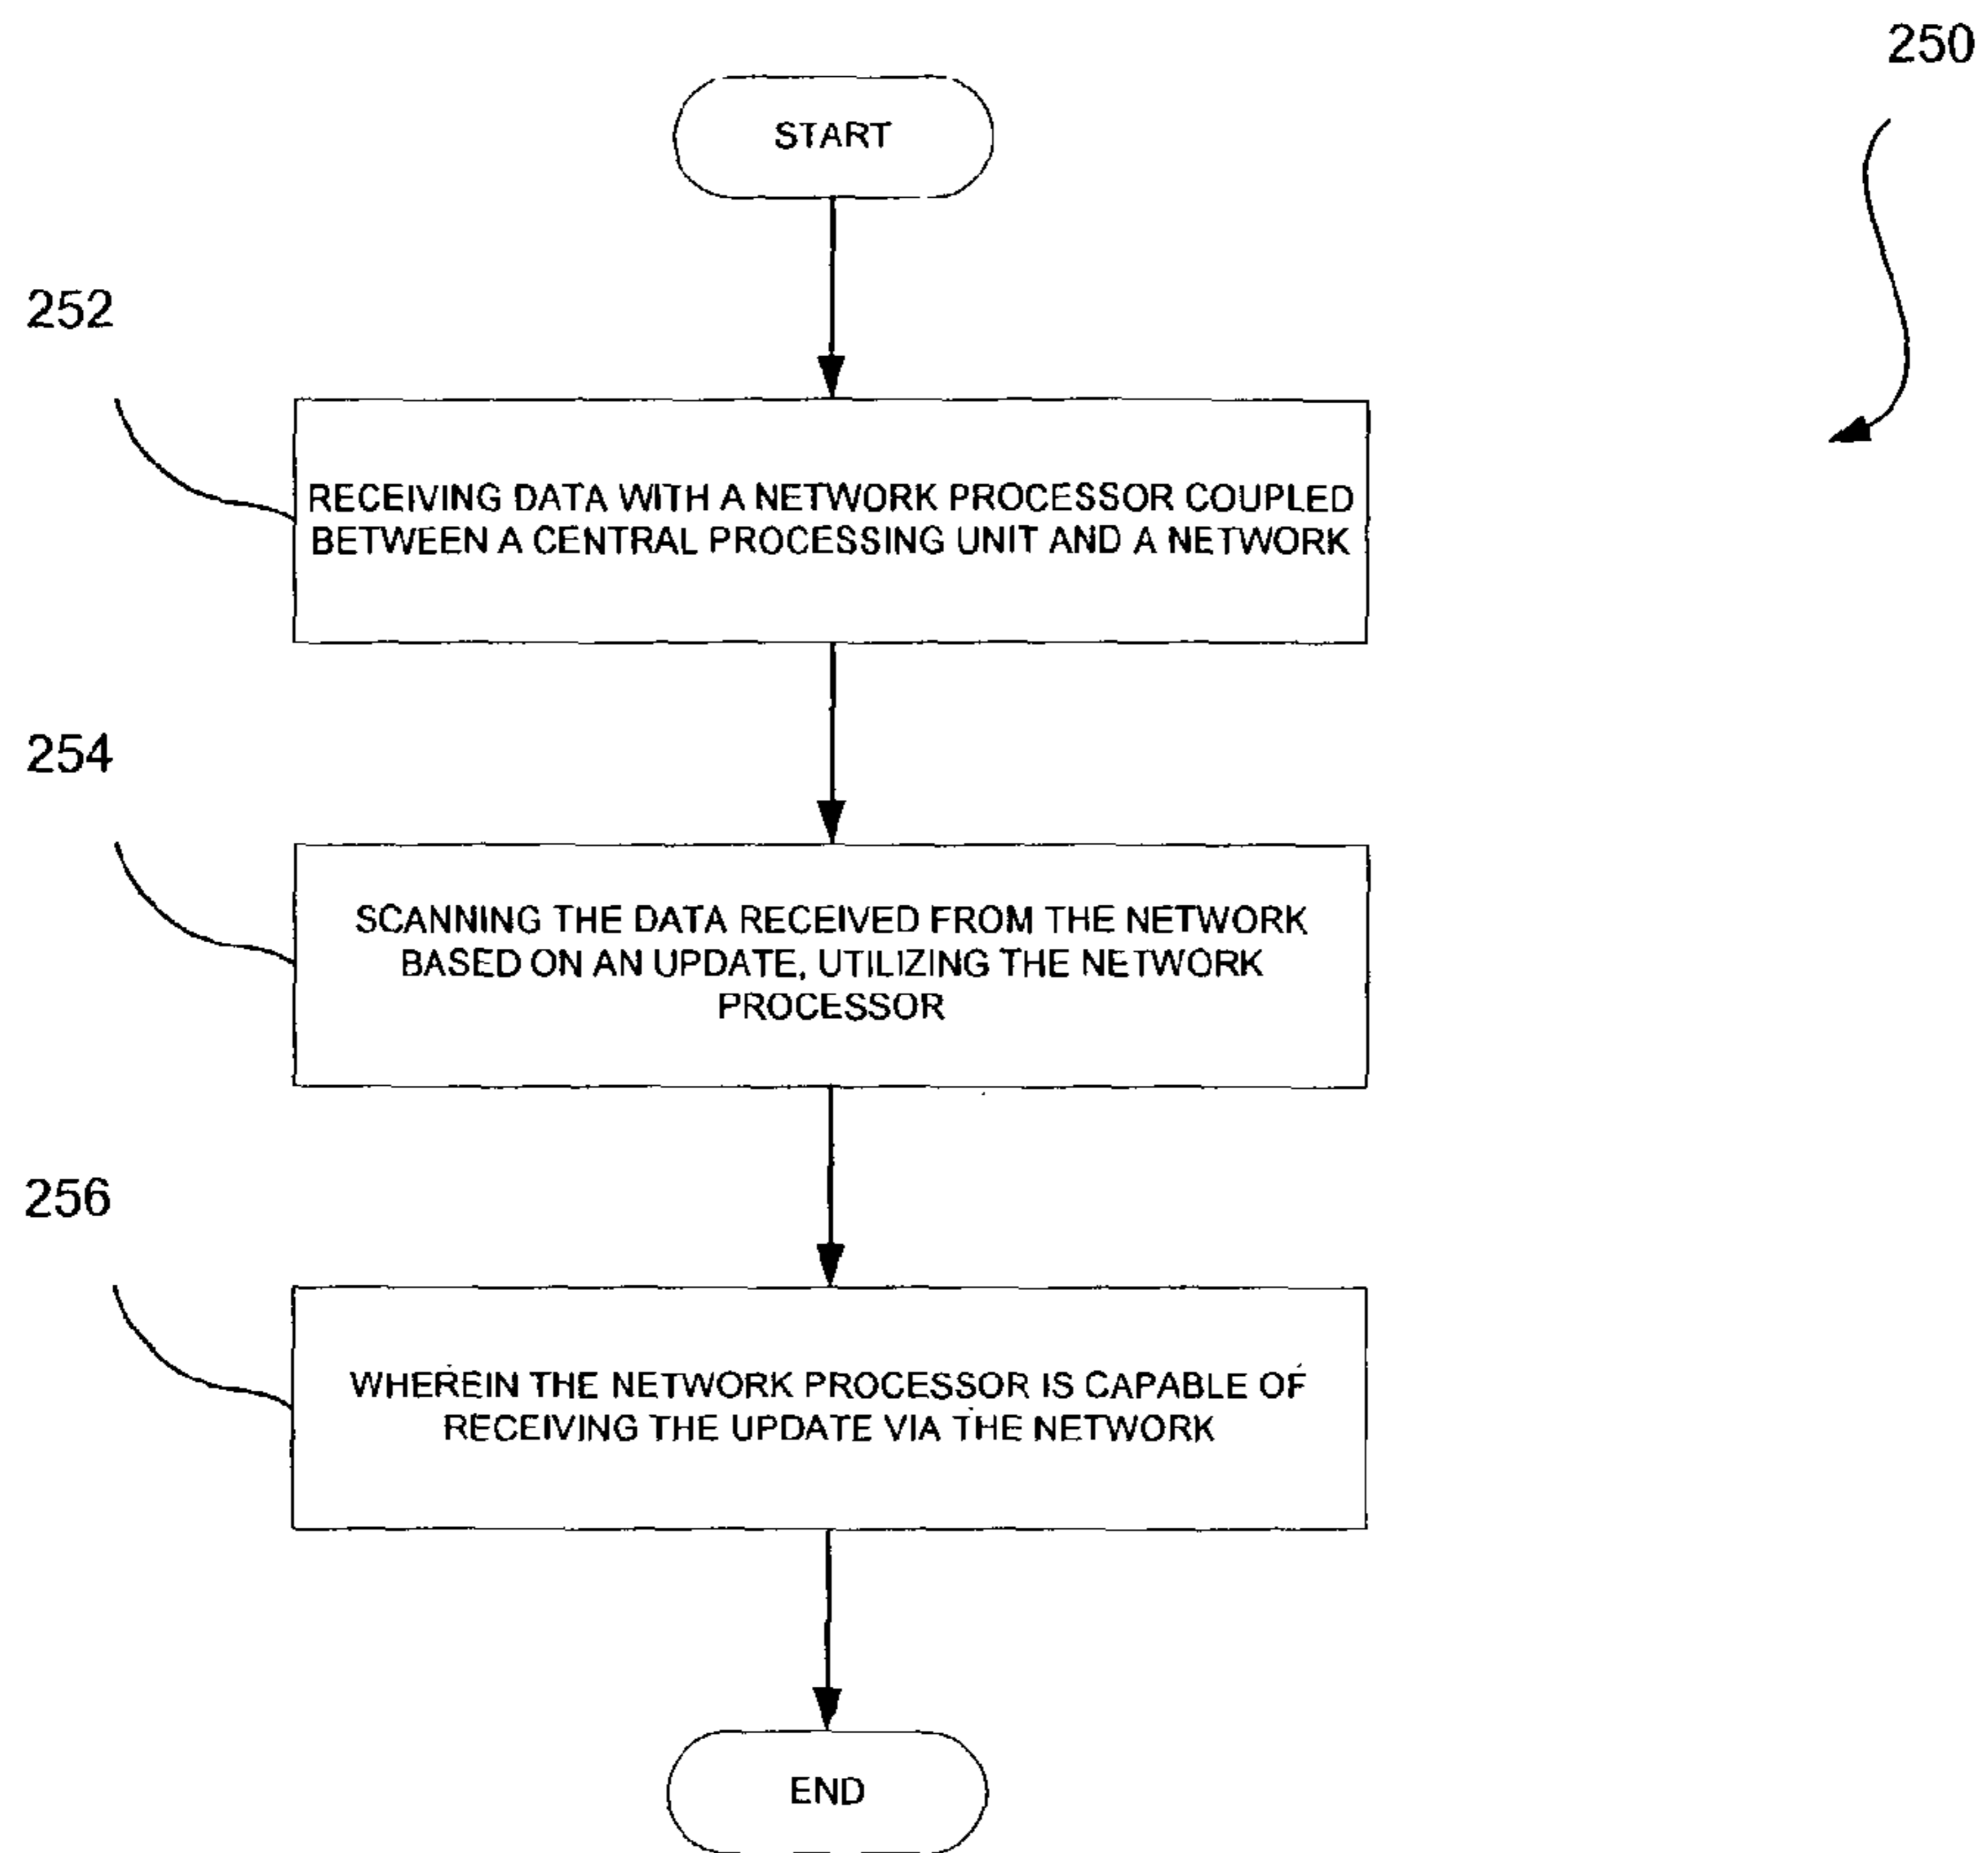 250
START
252
RECEIVING DATA WITH A NETWORK PROCESSOR COUPLED
BETWEEN A CENTRAL PROCESSING UNIT AND A NETWORK
254
SCANNING THE DATA RECEIVED FROM THE NETWORK
BASED ON AN UPDATE, UTILIZING THE NETWORK
PROCESSOR
256
WHEREIN THE NETWORK PROCESSOR IS CAPABLE OF
RECEIVING THE UPDATE VIA THE NETWORK
END